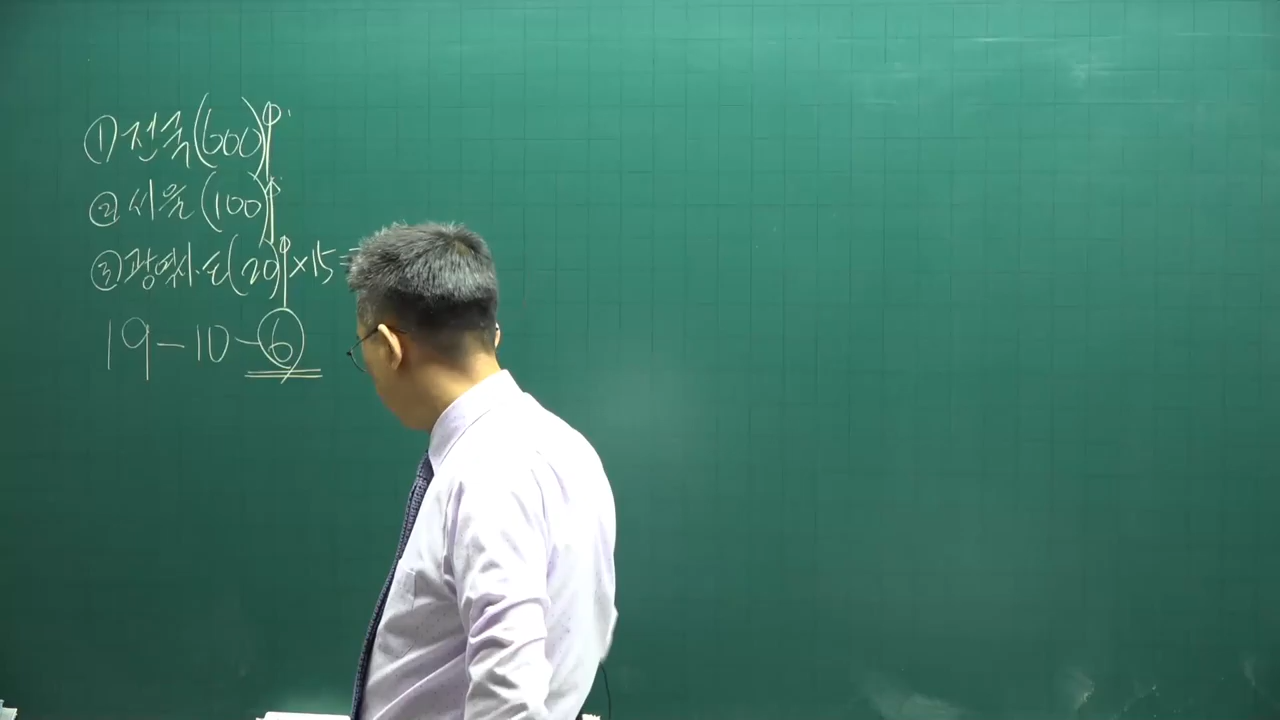 ① 전국(600)↑
② 서울(100)↑
③ 광역시·도(20)↑×15=
19-10-⑥